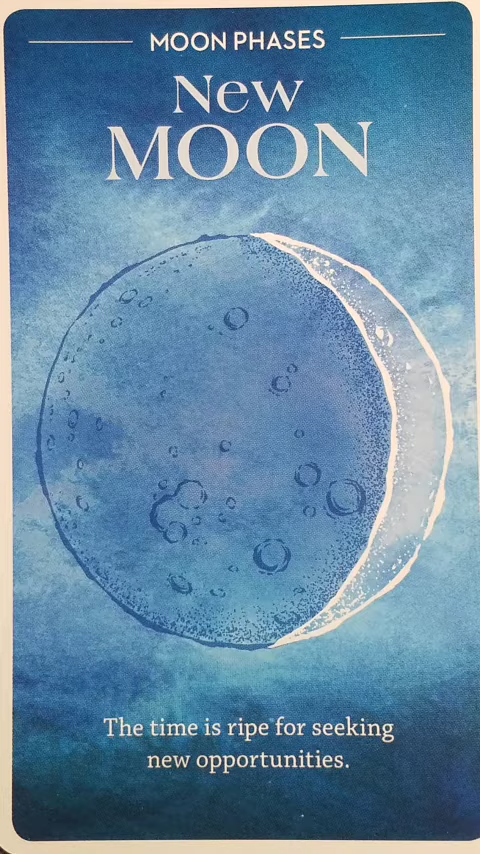 MOON PHASES
New
MOON
The time is ripe for seeking
new opportunities.